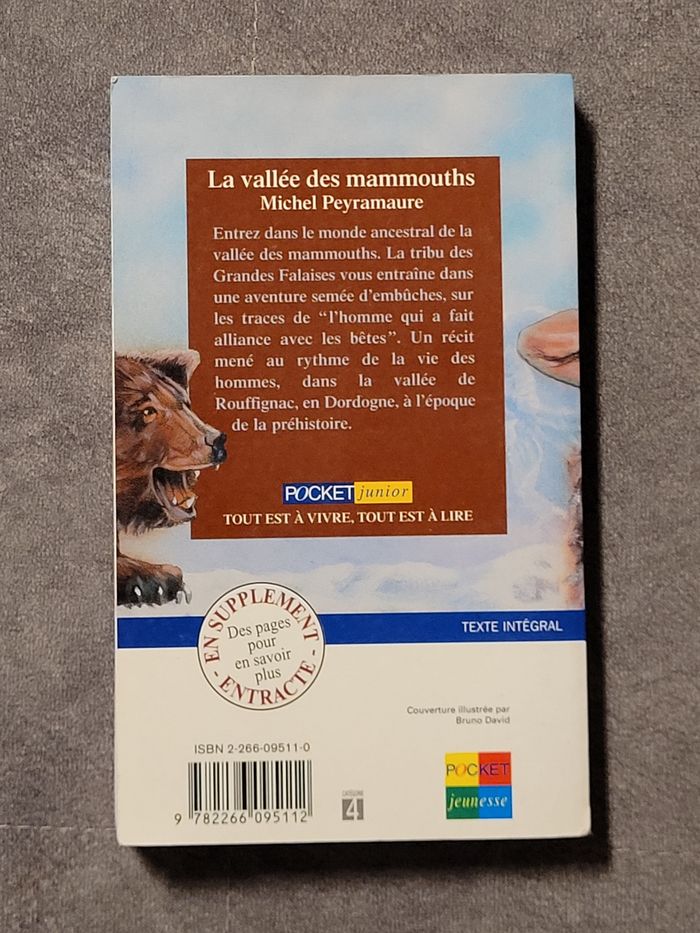 La vallée des mammouths
Michel Peyramaure
Entrez dans le monde ancestral de la
vallée des mammouths. La tribu des
Grandes Falaises vous entraîne dans
une aventure semée d'embûches, sur
les traces de “l'homme qui a fait
alliance avec les bêtes”. Un récit
mené au rythme de la vie des
hommes, dans la vallée de
Rouffignac, en Dordogne, à l'époque
de la préhistoire.
POCKET junior
TOUT EST À VIVRE, TOUT EST À LIRE
TEXTE INTÉGRAL
- EN SUPPLEMENT -
Des pages
pour
en savoir
plus
ENTRACTE
Couverture illustrée par
Bruno David
ISBN 2-266-09511-0
9 782266 095112
CATÉGORIE
4
POCKET
jeunesse